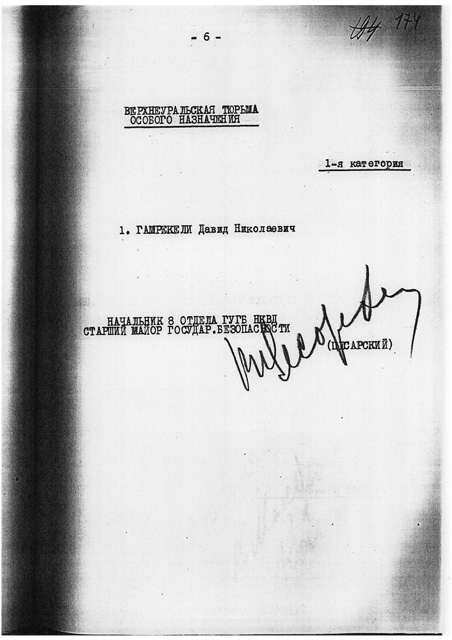 - 6 -
174
ВЕРХНЕУРАЛЬСКАЯ ТЮРЬМА
ОСОБОГО НАЗНАЧЕНИЯ
1-я категория
1. ГАМРЕКЕЛИ Давид Николаевич
НАЧАЛЬНИК 8 ОТДЕЛА ГУГБ НКВД
СТАРШИЙ МАЙОР ГОСУДАР.БЕЗОПАСНОСТИ
(ЦЕСАРСКИЙ)